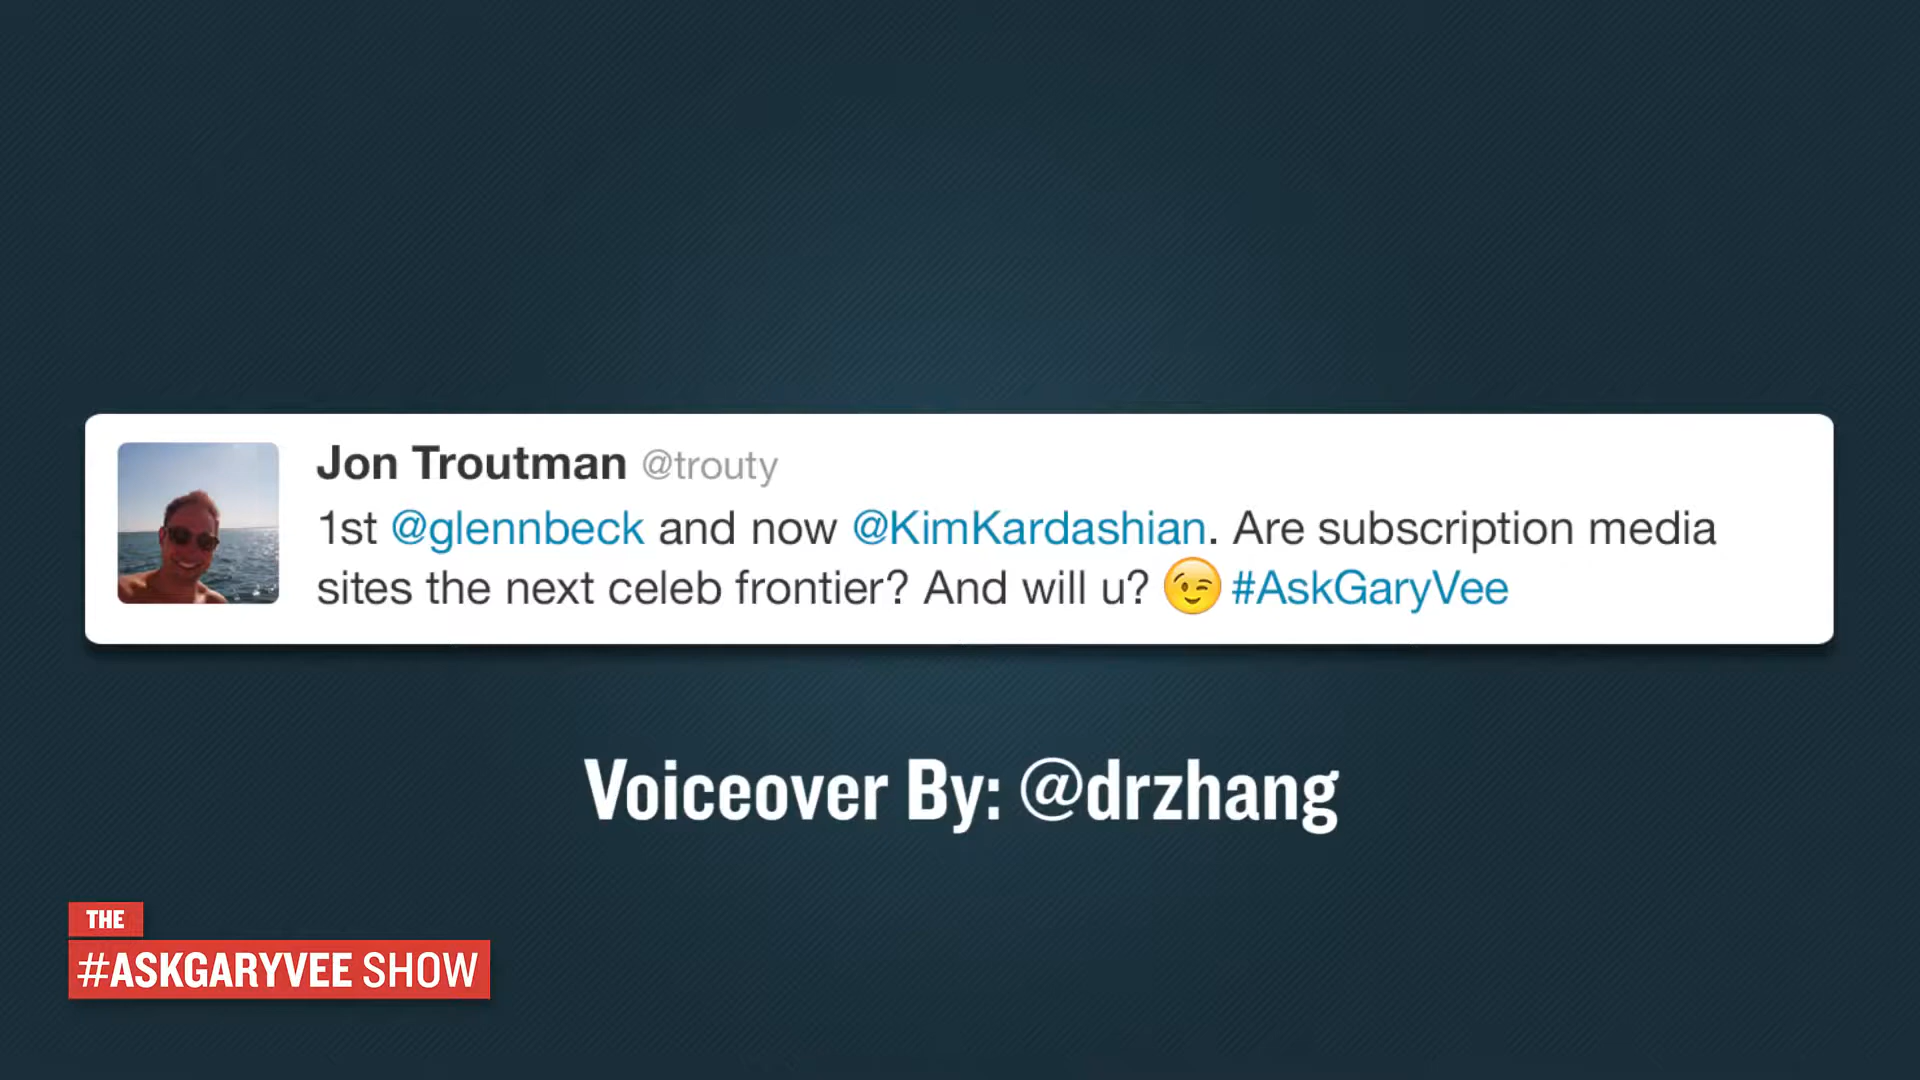 Jon Troutman @trouty
1st @glennbeck and now @KimKardashian. Are subscription media
sites the next celeb frontier? And will u? 😉 #AskGaryVee
Voiceover By: @drzhang
THE
#ASKGARYVEE SHOW